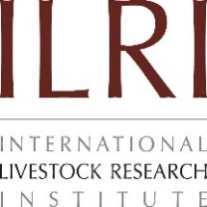 ILRI
INTERNATIONAL
LIVESTOCK RESEARCH
INSTITUTE